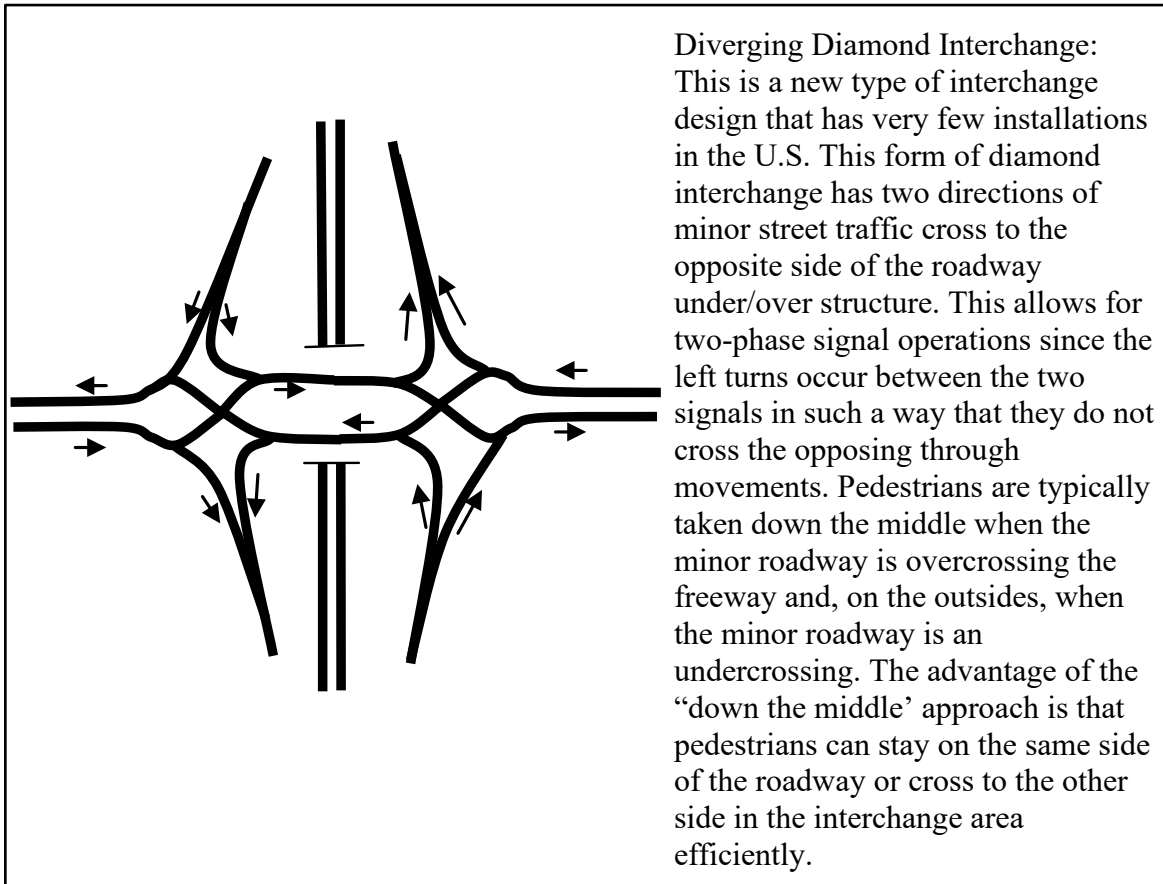 Diverging Diamond Interchange:
This is a new type of interchange
design that has very few installations
in the U.S. This form of diamond
interchange has two directions of
minor street traffic cross to the
opposite side of the roadway
under/over structure. This allows for
two-phase signal operations since the
left turns occur between the two
signals in such a way that they do not
cross the opposing through
movements. Pedestrians are typically
taken down the middle when the
minor roadway is overcrossing the
freeway and, on the outsides, when
the minor roadway is an
undercrossing. The advantage of the
“down the middle’ approach is that
pedestrians can stay on the same side
of the roadway or cross to the other
side in the interchange area
efficiently.